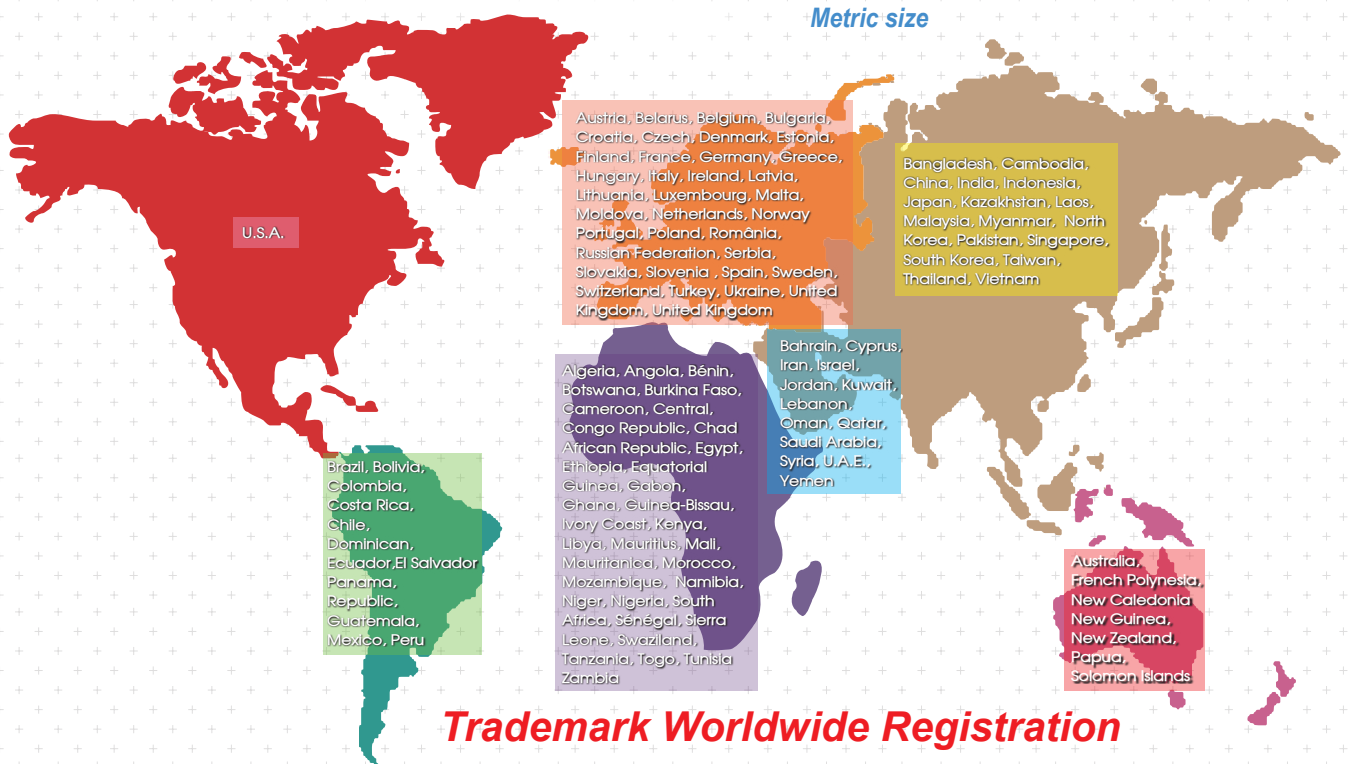 Metric size
U.S.A.
Austria, Belarus, Belgium, Bulgaria,
Croatia, Czech, Denmark, Estonia,
Finland, France, Germany, Greece,
Hungary, Italy, Ireland, Latvia,
Lithuania, Luxembourg, Malta,
Moldova, Netherlands, Norway
Portugal, Poland, România,
Russian Federation, Serbia,
Slovakia, Slovenia , Spain, Sweden,
Switzerland, Turkey, Ukraine, United
Kingdom, United Kingdom
Bangladesh, Cambodia,
China, India, Indonesia,
Japan, Kazakhstan, Laos,
Malaysia, Myanmar, North
Korea, Pakistan, Singapore,
South Korea, Taiwan,
Thailand, Vietnam
Bahrain, Cyprus,
Iran, Israel,
Jordan, Kuwait,
Lebanon,
Oman, Qatar,
Saudi Arabia,
Syria, U.A.E.,
Yemen
Algeria, Angola, Bénin,
Botswana, Burkina Faso,
Cameroon, Central,
Congo Republic, Chad
African Republic, Egypt,
Ethiopia, Equatorial
Guinea, Gabon,
Ghana, Guinea-Bissau,
Ivory Coast, Kenya,
Libya, Mauritius, Mali,
Mauritanica, Morocco,
Mozambique, Namibia,
Niger, Nigeria, South
Africa, Sénégal, Sierra
Leone, Swaziland,
Tanzania, Togo, Tunisia
Zambia
Brazil, Bolivia,
Colombia,
Costa Rica,
Chile,
Dominican,
Ecuador,El Salvador
Panama,
Republic,
Guatemala,
Mexico, Peru
Australia,
French Polynesia,
New Caledonia
New Guinea,
New Zealand,
Papua,
Solomon Islands
Trademark Worldwide Registration